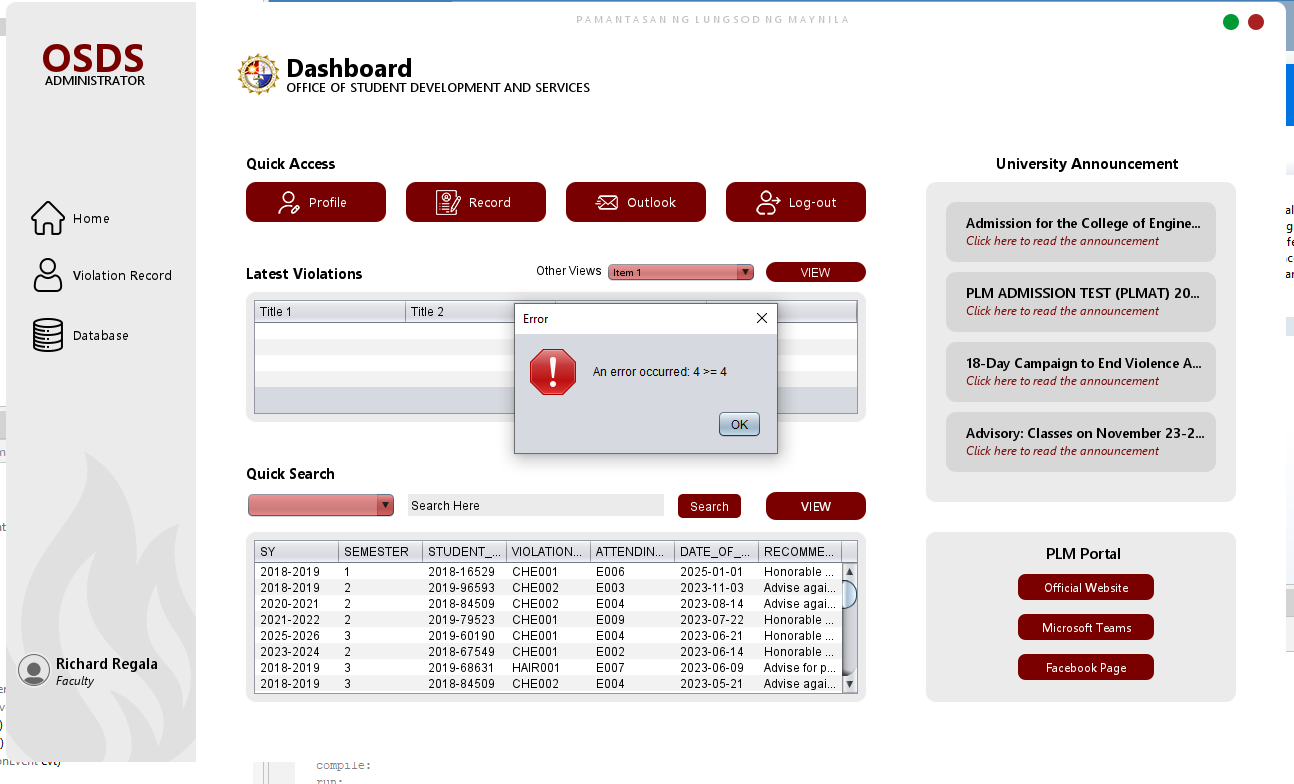 PAMANTASAN NG LUNGSOD NG MAYNILA
OSDS
ADMINISTRATOR
Home
Violation Record
Database
Richard Regala
Faculty
Dashboard
OFFICE OF STUDENT DEVELOPMENT AND SERVICES
Quick Access
Profile
Record
Outlook
Log-out
Latest Violations
Other Views
Item 1
VIEW
Title 1 Title 2
Error
An error occurred: 4 >= 4
OK
Quick Search
Search Here
Search
VIEW
SY SEMESTER STUDENT_... VIOLATION... ATTENDIN... DATE_OF_... RECOMME...
2018-2019 1 2018-16529 CHE001 E006 2025-01-01 Honorable ...
2018-2019 2 2019-96593 CHE002 E003 2023-11-03 Advise agai...
2020-2021 2 2018-84509 CHE002 E004 2023-08-14 Advise agai...
2021-2022 2 2019-79523 CHE001 E009 2023-07-22 Honorable ...
2025-2026 3 2019-60190 CHE001 E004 2023-06-21 Honorable ...
2023-2024 2 2018-67549 CHE001 E002 2023-06-14 Honorable ...
2018-2019 3 2019-68631 HAIR001 E007 2023-06-09 Advise for p...
2018-2019 3 2018-84509 CHE002 E004 2023-05-21 Advise agai...
University Announcement
Admission for the College of Engine...
Click here to read the announcement
PLM ADMISSION TEST (PLMAT) 20...
Click here to read the announcement
18-Day Campaign to End Violence A...
Click here to read the announcement
Advisory: Classes on November 23-2...
Click here to read the announcement
PLM Portal
Official Website
Microsoft Teams
Facebook Page
compile:
run: